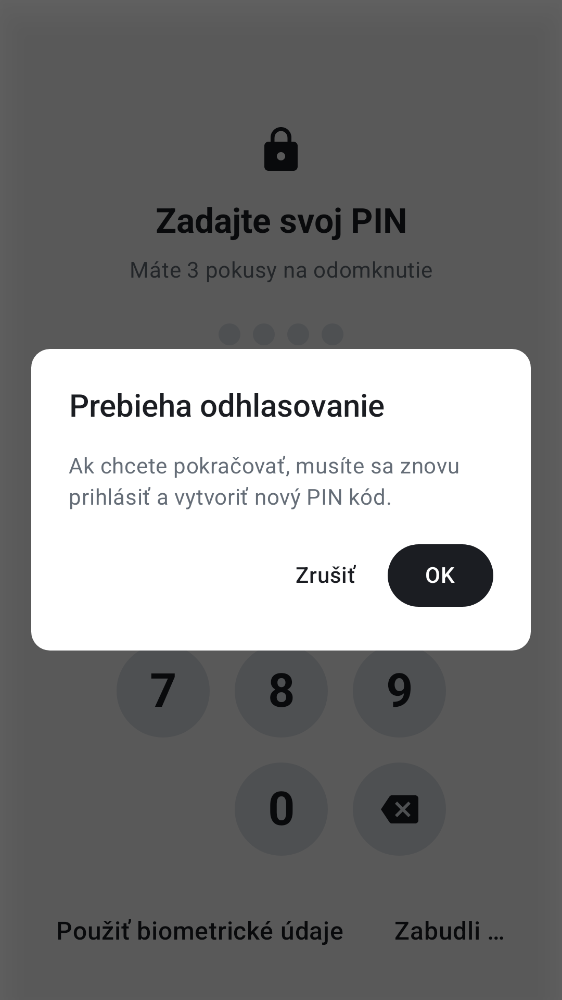 Zadajte svoj PIN
Máte 3 pokusy na odomknutie
Prebieha odhlasovanie
Ak chcete pokračovať, musíte sa znovu
prihlásiť a vytvoriť nový PIN kód.
Zrušiť OK
7 8 9
0
Použiť biometrické údaje Zabudli ...